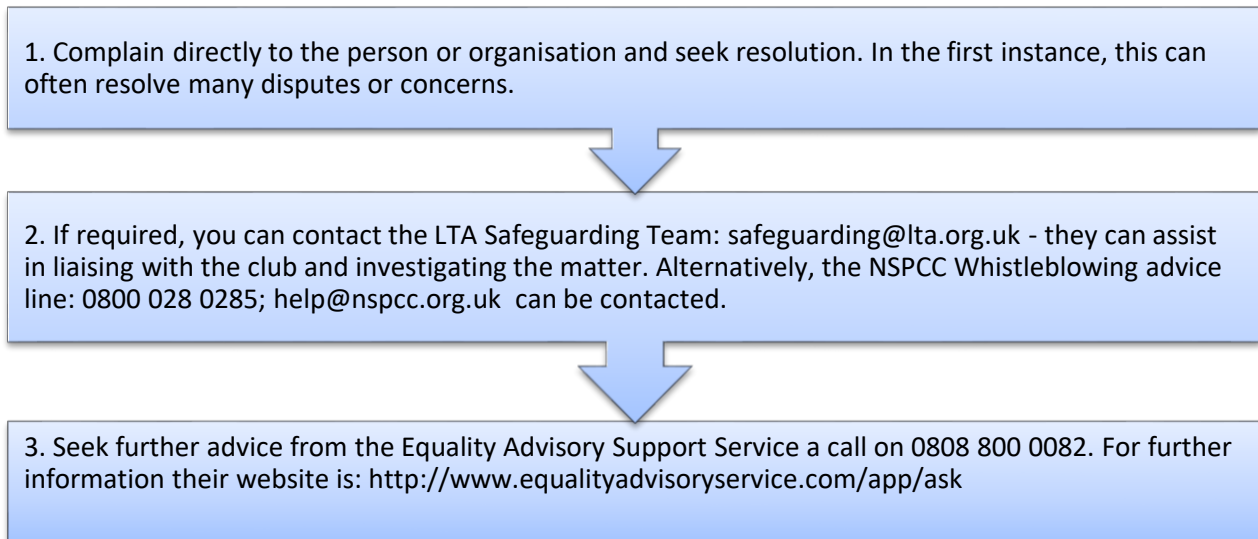 1. Complain directly to the person or organisation and seek resolution. In the first instance, this can
often resolve many disputes or concerns.
2. If required, you can contact the LTA Safeguarding Team: safeguarding@lta.org.uk - they can assist
in liaising with the club and investigating the matter. Alternatively, the NSPCC Whistleblowing advice
line: 0800 028 0285; help@nspcc.org.uk  can be contacted.
3. Seek further advice from the Equality Advisory Support Service a call on 0808 800 0082. For further
information their website is: http://www.equalityadvisoryservice.com/app/ask